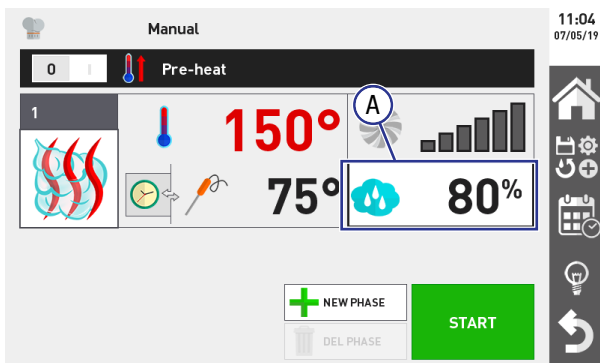 Manual
11:04
07/05/19
0 I Pre-heat
1
A
150°
75°
80%
NEW PHASE
DEL PHASE
START